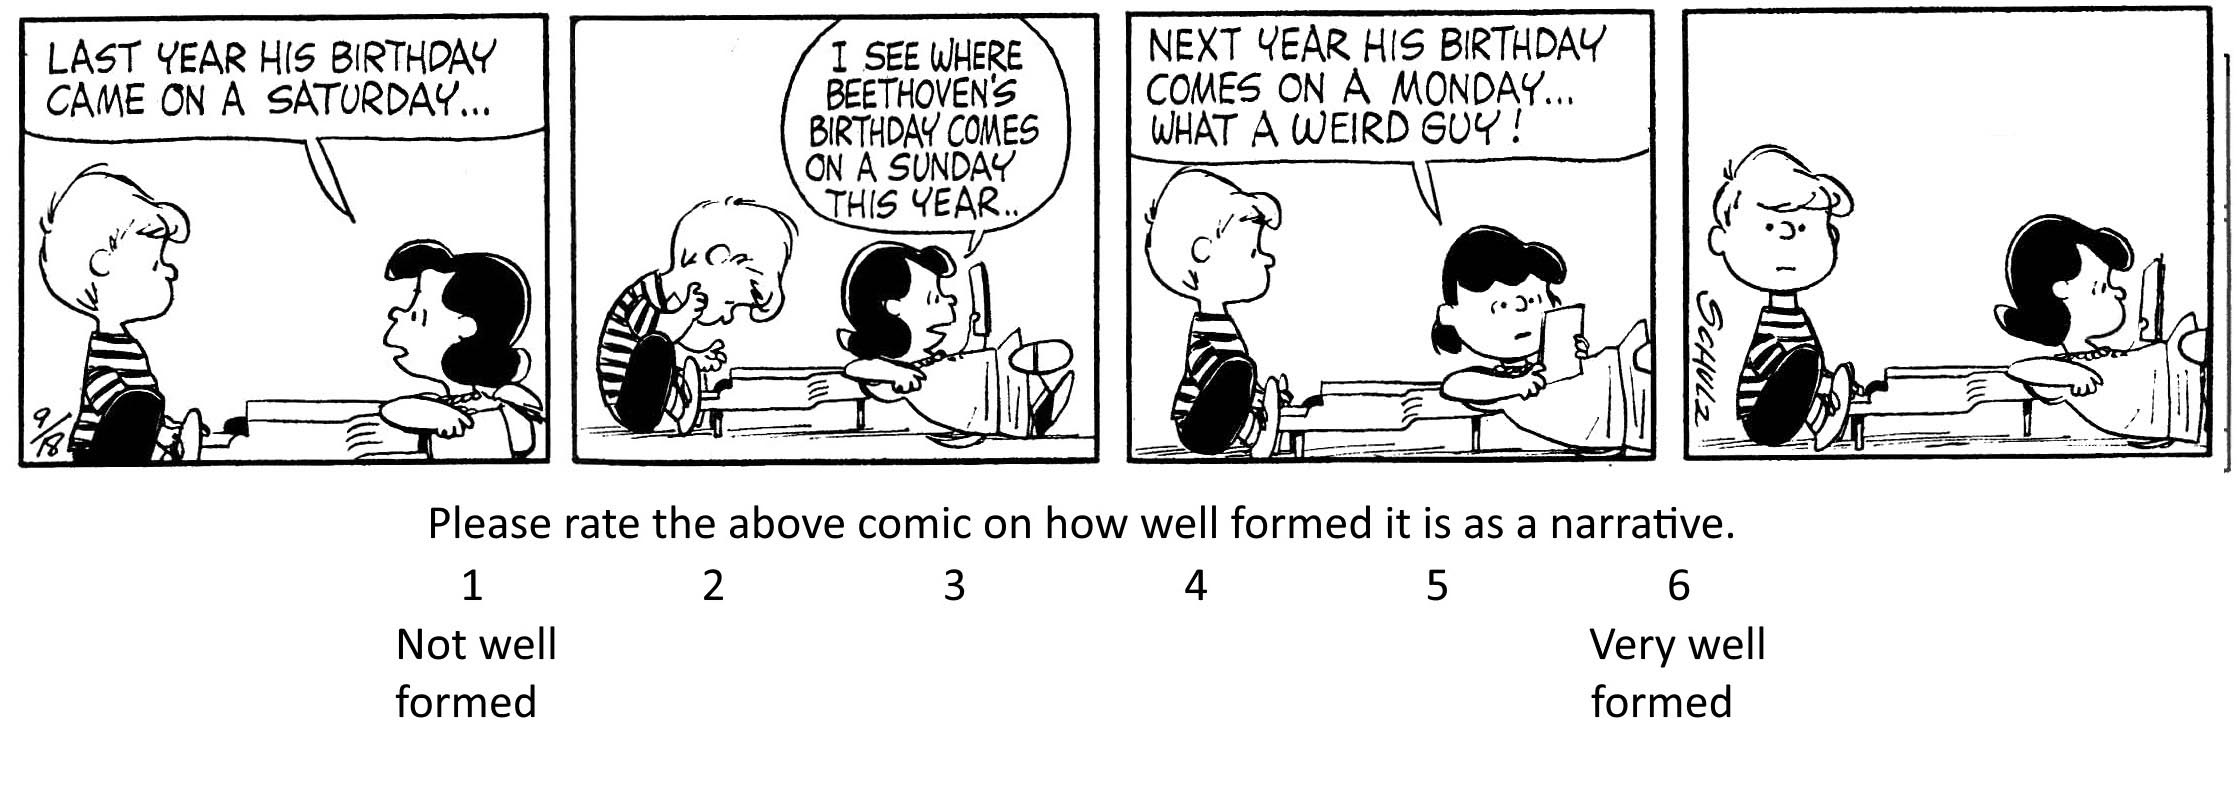 LAST YEAR HIS BIRTHDAY
CAME ON A SATURDAY...
9/18
I SEE WHERE
BEETHOVEN'S
BIRTHDAY COMES
ON A SUNDAY
THIS YEAR..
NEXT YEAR HIS BIRTHDAY
COMES ON A MONDAY...
WHAT A WEIRD GUY!
SCHULZ
Please rate the above comic on how well formed it is as a narrative.
1 2 3 4 5 6
Not well
formed
Very well
formed